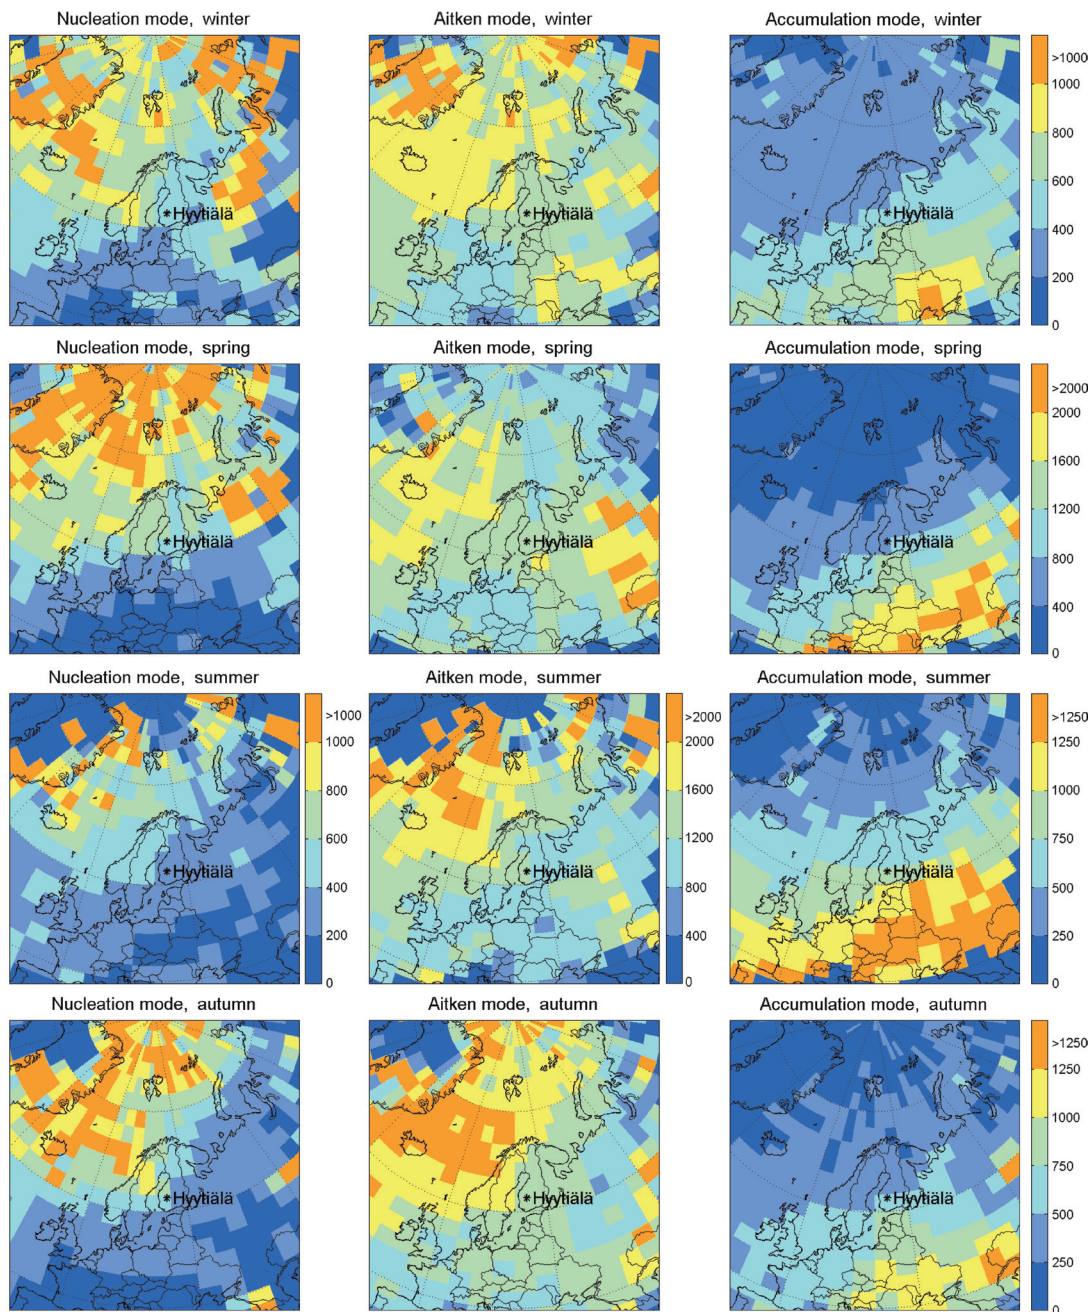 Nucleation mode, winter
Aitken mode, winter
Accumulation mode, winter
*Hyytiälä
*Hyytiälä
*Hyytiälä
>1000
1000
800
600
400
200
0
Nucleation mode, spring
Aitken mode, spring
Accumulation mode, spring
*Hyytiälä
*Hyytiälä
*Hyytiälä
>2000
2000
1600
1200
800
400
0
Nucleation mode, summer
Aitken mode, summer
Accumulation mode, summer
*Hyytiälä
>1000
1000
800
600
400
200
0
*Hyytiälä
>2000
2000
1600
1200
800
400
0
*Hyytiälä
>1250
1250
1000
750
500
250
0
Nucleation mode, autumn
Aitken mode, autumn
Accumulation mode, autumn
*Hyytiälä
*Hyytiälä
*Hyytiälä
>1250
1250
1000
750
500
250
0